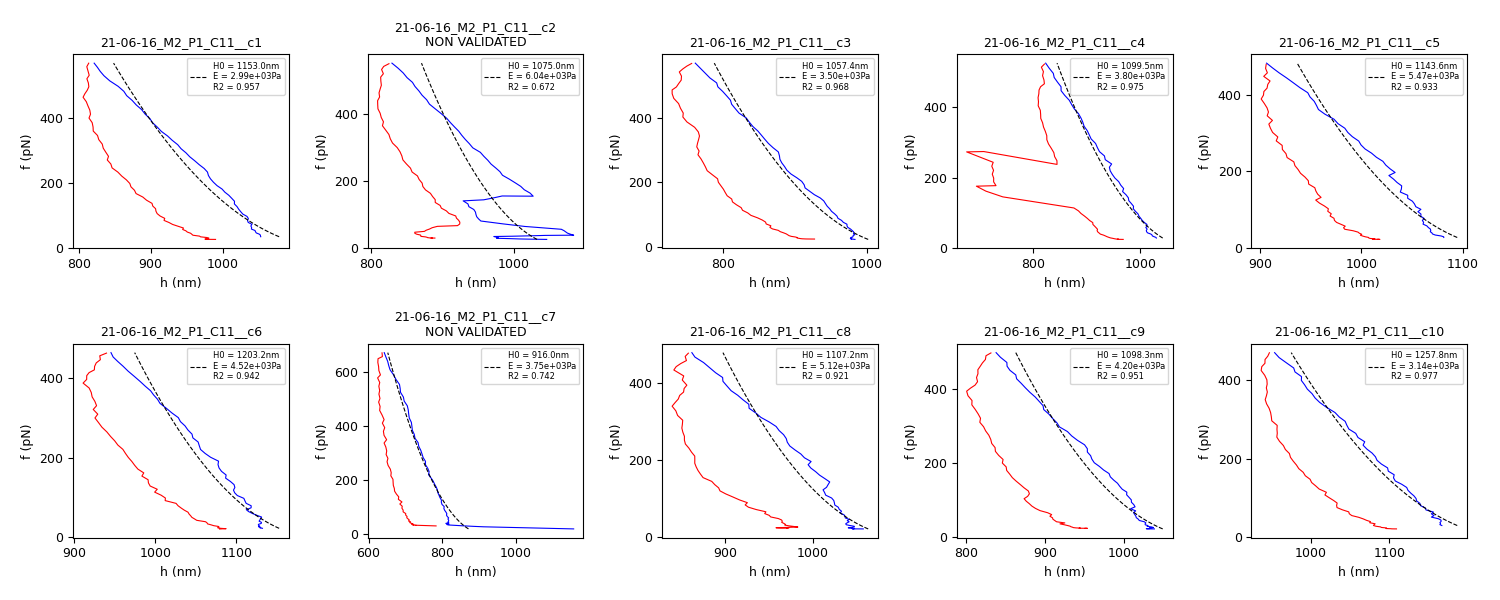 21-06-16_M2_P1_C11__c1
f (pN)
400
200
0
800
900
1000
h (nm)
H0 = 1153.0nm
E = 2.99e+03Pa
R2 = 0.957
21-06-16_M2_P1_C11__c2
NON VALIDATED
f (pN)
400
200
0
800
1000
h (nm)
H0 = 1075.0nm
E = 6.04e+03Pa
R2 = 0.672
21-06-16_M2_P1_C11__c3
f (pN)
400
200
0
800
1000
h (nm)
H0 = 1057.4nm
E = 3.50e+03Pa
R2 = 0.968
21-06-16_M2_P1_C11__c4
f (pN)
400
200
0
800
1000
h (nm)
H0 = 1099.5nm
E = 3.80e+03Pa
R2 = 0.975
21-06-16_M2_P1_C11__c5
f (pN)
400
200
0
900
1000
1100
h (nm)
H0 = 1143.6nm
E = 5.47e+03Pa
R2 = 0.933
21-06-16_M2_P1_C11__c6
f (pN)
400
200
0
900
1000
1100
h (nm)
H0 = 1203.2nm
E = 4.52e+03Pa
R2 = 0.942
21-06-16_M2_P1_C11__c7
NON VALIDATED
f (pN)
600
400
200
0
600
800
1000
h (nm)
H0 = 916.0nm
E = 3.75e+03Pa
R2 = 0.742
21-06-16_M2_P1_C11__c8
f (pN)
400
200
0
900
1000
h (nm)
H0 = 1107.2nm
E = 5.12e+03Pa
R2 = 0.921
21-06-16_M2_P1_C11__c9
f (pN)
400
200
0
800
900
1000
h (nm)
H0 = 1098.3nm
E = 4.20e+03Pa
R2 = 0.951
21-06-16_M2_P1_C11__c10
f (pN)
400
200
0
1000
1100
h (nm)
H0 = 1257.8nm
E = 3.14e+03Pa
R2 = 0.977